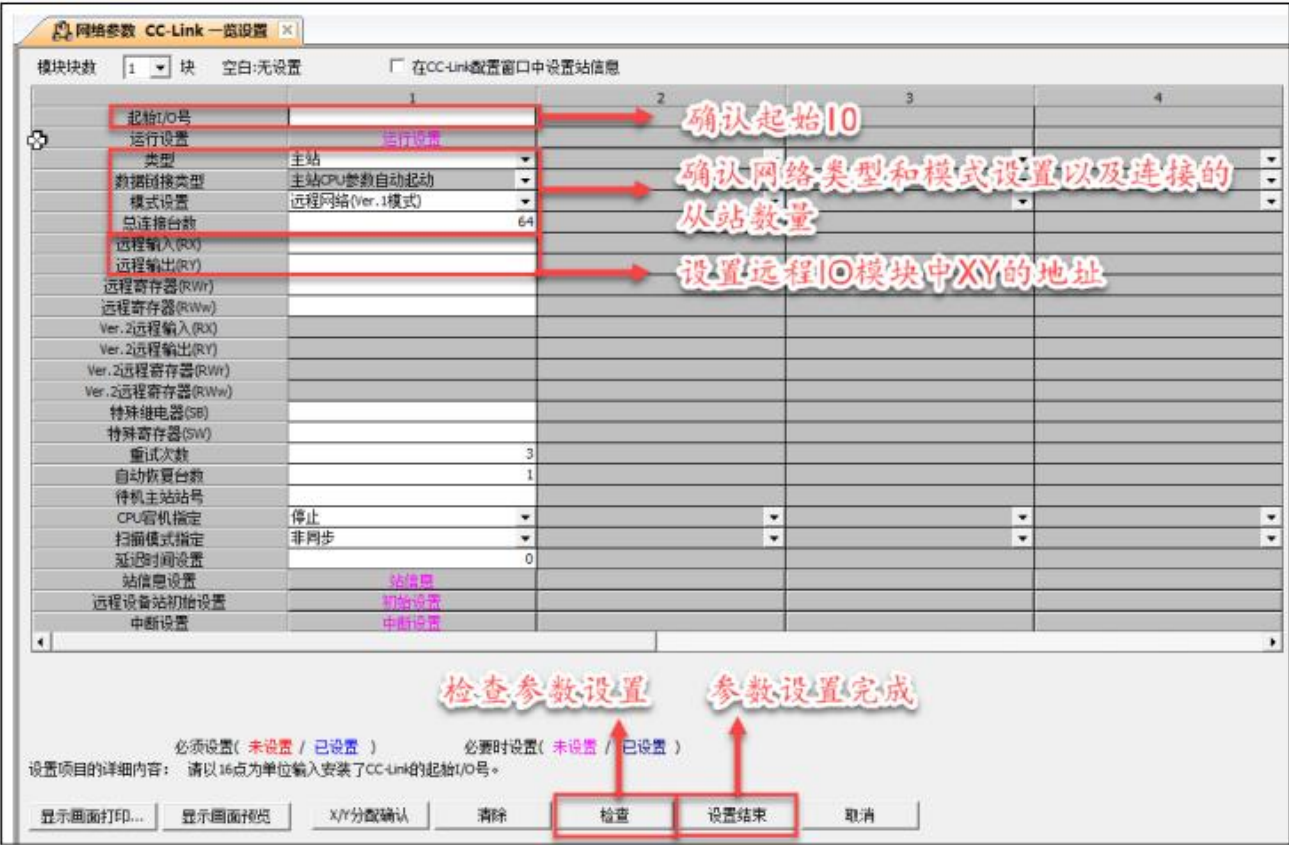 网络参数 CC-Link 一览设置
模块块数 1 块 空白:无设置 在CC-Link配置窗口中设置站信息
1 2 3 4
起始I/O号
确认起始IO
运行设置 运行设置
类型 主站
数据链接类型 主站CPU参数自动起动
确认网络类型和模式设置以及连接的
模式设置 远程网络(Ver.1模式)
从站数量
总连接台数 64
远程输入(RX)
远程输出(RY)
设置远程IO模块中XY的地址
远程寄存器(RWr)
远程寄存器(RWw)
Ver.2远程输入(RX)
Ver.2远程输出(RY)
Ver.2远程寄存器(RWr)
Ver.2远程寄存器(RWw)
特殊继电器(SB)
特殊寄存器(SW)
重试次数 3
自动恢复台数 1
待机主站站号
CPU宕机指定 停止
扫描模式指定 非同步
延迟时间设置 0
站信息设置 站信息
远程设备站初始设置 初始设置
中断设置 中断设置
检查参数设置 参数设置完成
必须设置( 未设置 / 已设置 ) 必要时设置( 未设置 / 已设置 )
设置项目的详细内容: 请以16点为单位输入安装了CC-Link的起始I/O号。
显示画面打印... 显示画面预览 X/Y分配确认 清除 检查 设置结束 取消